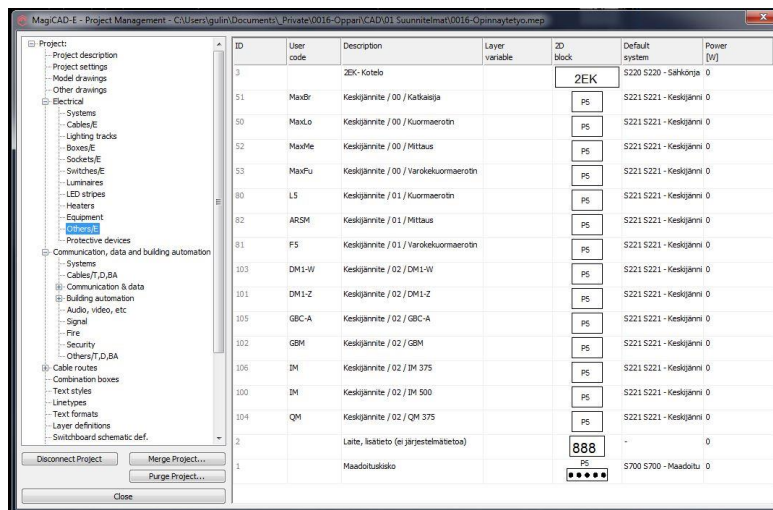 MagiCAD-E - Project Management - C:\Users\gulin\Documents\_Private\0016-Oppari\CAD\01 Suunnitelmat\0016-Opinnaytetyo.mep
Project:
Project description
Project settings
Model drawings
Other drawings
Electrical
Systems
Cables/E
Lighting tracks
Boxes/E
Sockets/E
Switches/E
Luminaires
LED stripes
Heaters
Equipment
Others/E
Protective devices
Communication, data and building automation
Systems
Cables/T,D,BA
Communication & data
Building automation
Audio, video, etc
Signal
Fire
Security
Others/T,D,BA
Cable routes
Combination boxes
Text styles
Linetypes
Text formats
Layer definitions
Switchboard schematic def.
Disconnect Project
Merge Project...
Purge Project...
Close
ID User code Description Layer variable 2D block Default system Power [W]
3 2EK- Kotelo 2EK S220 S220 - Sähkönja 0
51 MaxBr Keskijännite / 00 / Katkaisija P5 S221 S221 - Keskijänni 0
50 MaxLo Keskijännite / 00 / Kuormaerotin P5 S221 S221 - Keskijänni 0
52 MaxMe Keskijännite / 00 / Mittaus P5 S221 S221 - Keskijänni 0
53 MaxFu Keskijännite / 00 / Varokekuormaerotin P5 S221 S221 - Keskijänni 0
80 L5 Keskijännite / 01 / Kuormaerotin P5 S221 S221 - Keskijänni 0
82 ARSM Keskijännite / 01 / Mittaus P5 S221 S221 - Keskijänni 0
81 F5 Keskijännite / 01 / Varokekuormaerotin P5 S221 S221 - Keskijänni 0
103 DM1-W Keskijännite / 02 / DM1-W P5 S221 S221 - Keskijänni 0
101 DM1-Z Keskijännite / 02 / DM1-Z P5 S221 S221 - Keskijänni 0
105 GBC-A Keskijännite / 02 / GBC-A P5 S221 S221 - Keskijänni 0
102 GBM Keskijännite / 02 / GBM P5 S221 S221 - Keskijänni 0
106 IM Keskijännite / 02 / IM 375 P5 S221 S221 - Keskijänni 0
100 IM Keskijännite / 02 / IM 500 P5 S221 S221 - Keskijänni 0
104 QM Keskijännite / 02 / QM 375 P5 S221 S221 - Keskijänni 0
2 Laite, lisätieto (ei järjestelmätietoa) 888 - 0
1 Maadoituskisko P5 S700 S700 - Maadoitu 0